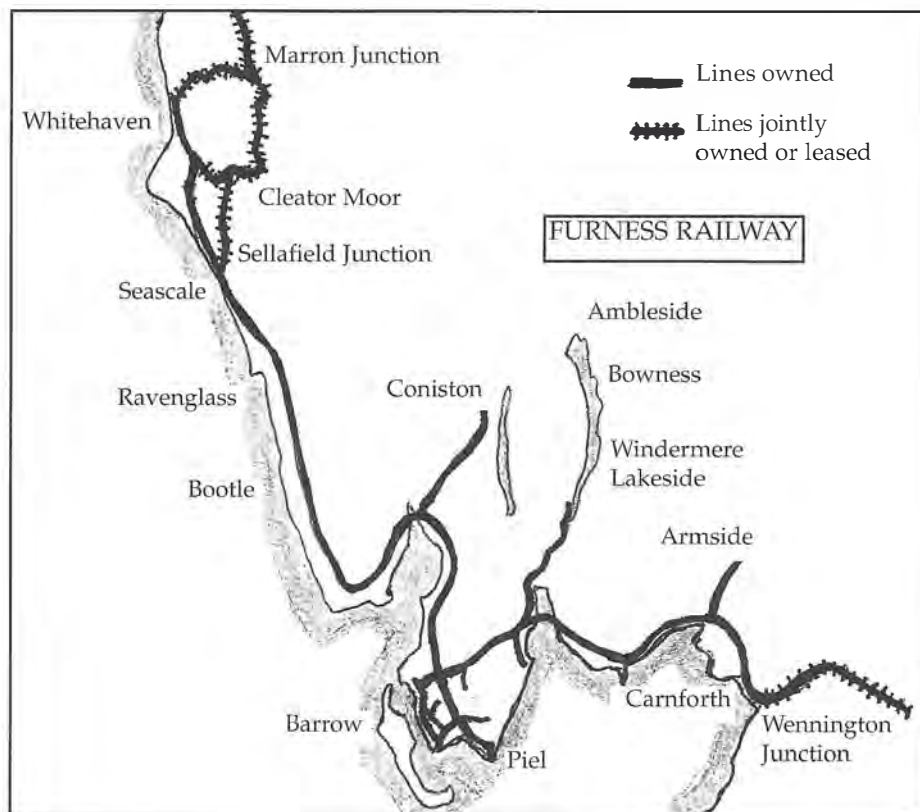 Marron Junction
Lines owned
Whitehaven
Lines jointly
owned or leased
Cleator Moor
FURNESS RAILWAY
Sellafield Junction
Seascale
Ambleside
Bowness
Ravenglass
Coniston
Windermere
Lakeside
Bootle
Armside
Carnforth
Barrow
Wennington
Junction
Piel